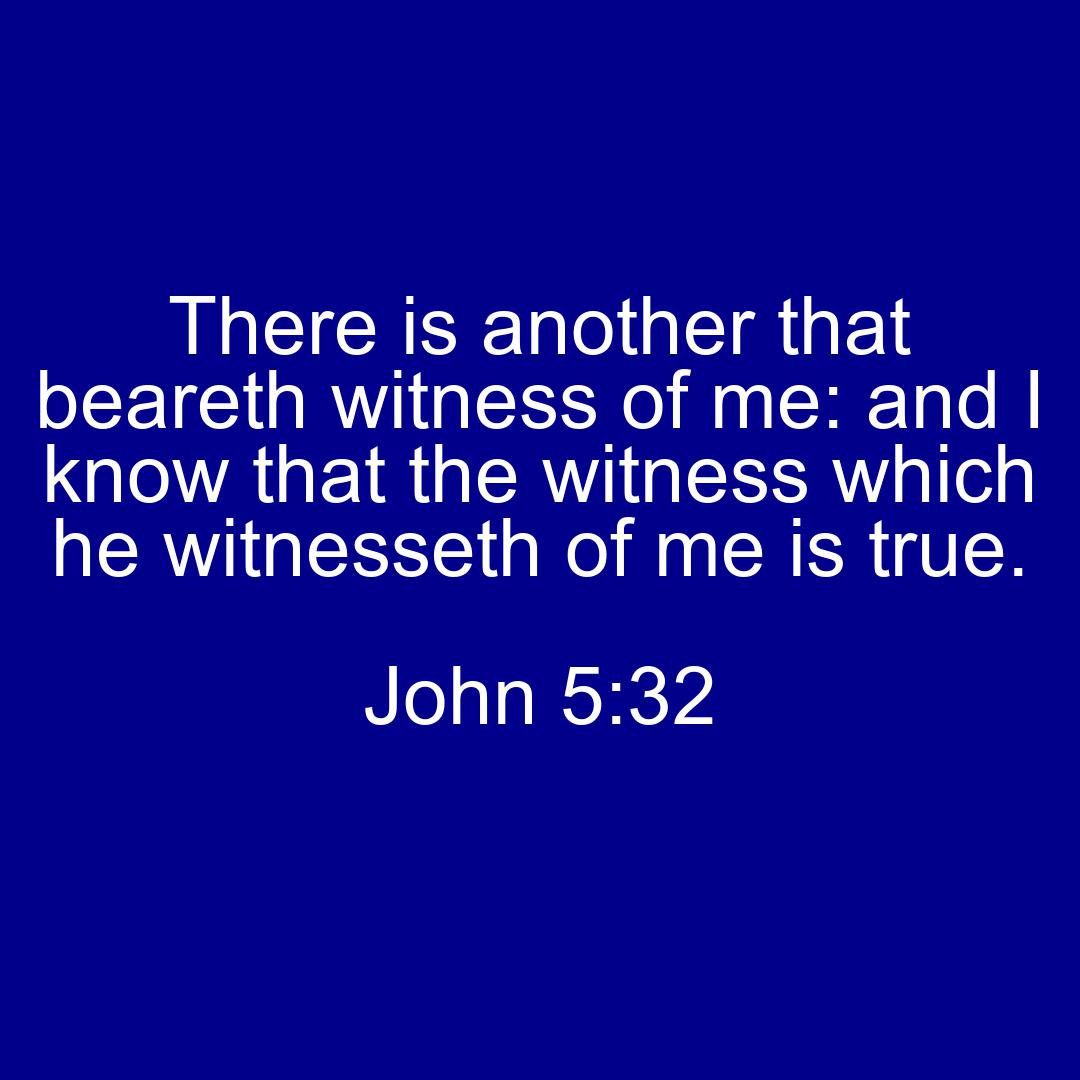 There is another that
beareth witness of me: and I
know that the witness which
he witnesseth of me is true.
John 5:32